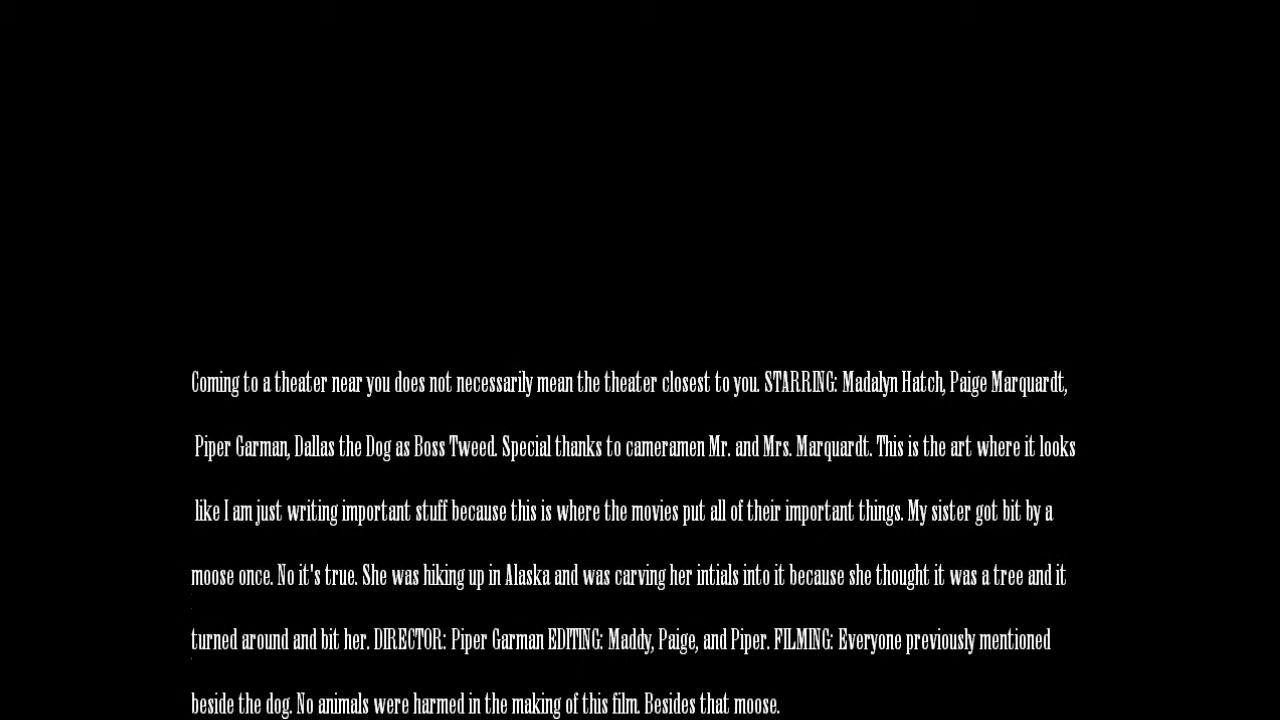 Coming to a theater near you does not necessarily mean the theater closest to you. STARRING: Madalyn Hatch, Paige Marquardt,
Piper Garman, Dallas the Dog as Boss Tweed. Special thanks to cameramen Mr. and Mrs. Marquardt. This is the art where it looks
like I am just writing important stuff because this is where the movies put all of their important things. My sister got bit by a
moose once. No it's true. She was hiking up in Alaska and was carving her intials into it because she thought it was a tree and it
turned around and bit her. DIRECTOR: Piper Garman EDITING: Maddy, Paige, and Piper. FILMING: Everyone previously mentioned
beside the dog. No animals were harmed in the making of this film. Besides that moose.